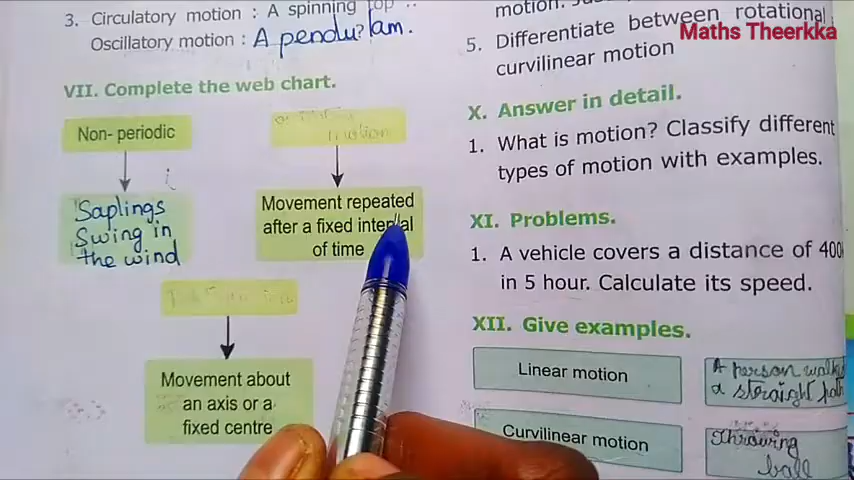 3. Circulatory motion : A spinning top ..
Oscillatory motion : A pendu?lam.
VII. Complete the web chart.
Non- periodic
motion
Saplings
Swing in
the wind
Movement repeated
after a fixed interval
of time
Movement about
an axis or a
fixed centre
motion.
5. Differentiate between rotational
curvilinear motion
Maths Theerkka
X. Answer in detail.
1. What is motion? Classify different
types of motion with examples.
XI. Problems.
1. A vehicle covers a distance of 400
in 5 hour. Calculate its speed.
XII. Give examples.
Linear motion
A person walk
a straight path
Curvilinear motion
Throwing
ball